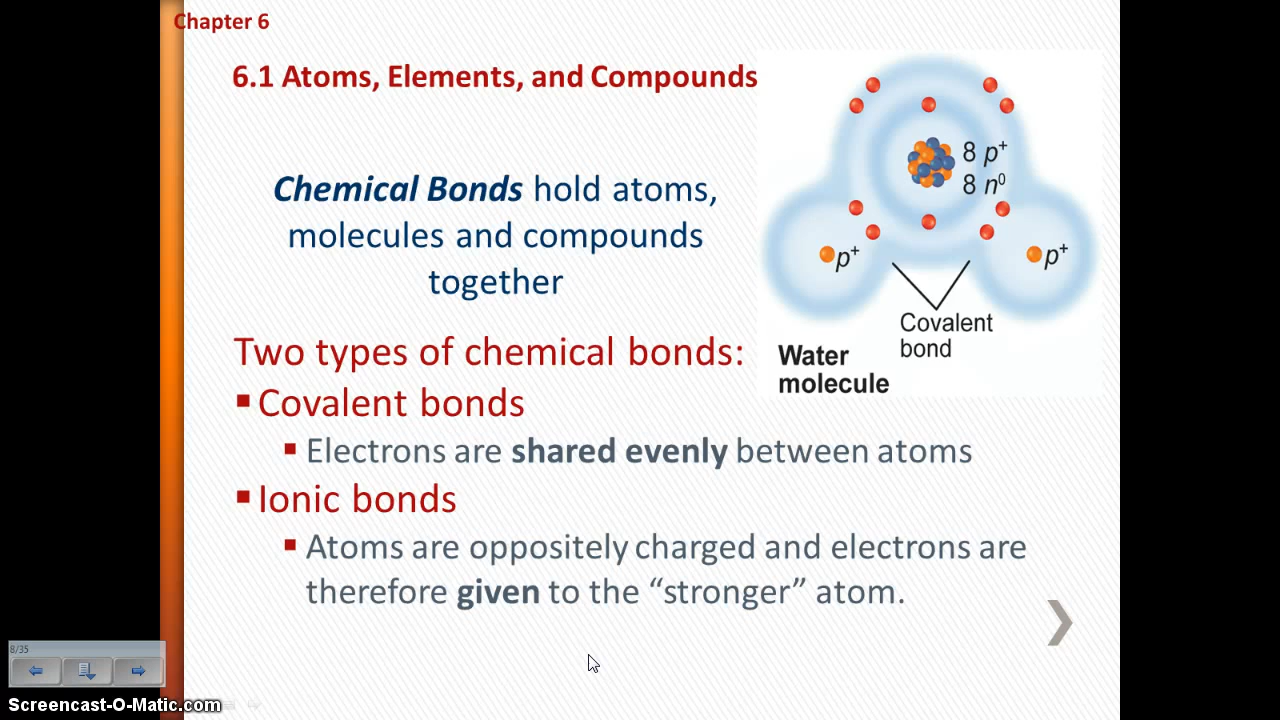 Chapter 6
6.1 Atoms, Elements, and Compounds
Chemical Bonds hold atoms,
molecules and compounds
together
8 p+
8 n0
p+
p+
Covalent
bond
Water
molecule
Two types of chemical bonds:
▪ Covalent bonds
▪ Electrons are shared evenly between atoms
▪ Ionic bonds
▪ Atoms are oppositely charged and electrons are
therefore given to the “stronger” atom.
8/35
Screencast-O-Matic.com